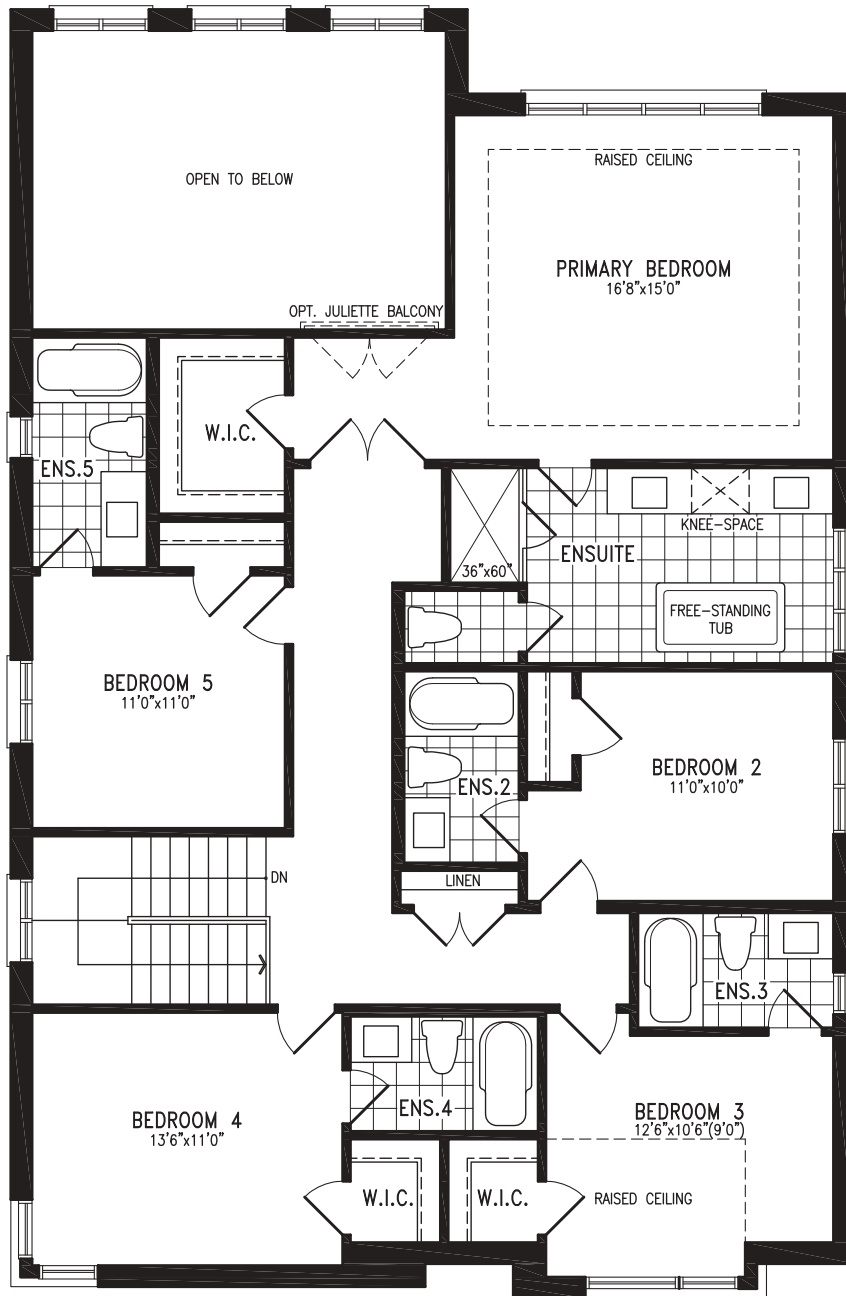 OPEN TO BELOW
RAISED CEILING
PRIMARY BEDROOM
16'8"x15'0"
OPT. JULIETTE BALCONY
W.I.C.
ENS.5
KNEE-SPACE
ENSUITE
36"x60"
FREE-STANDING
TUB
BEDROOM 5
11'0"x11'0"
BEDROOM 2
11'0"x10'0"
ENS.2
LINEN
DN
ENS.3
ENS.4
BEDROOM 4
13'6"x11'0"
BEDROOM 3
12'6"x10'6"(9'0")
W.I.C.
W.I.C.
RAISED CEILING